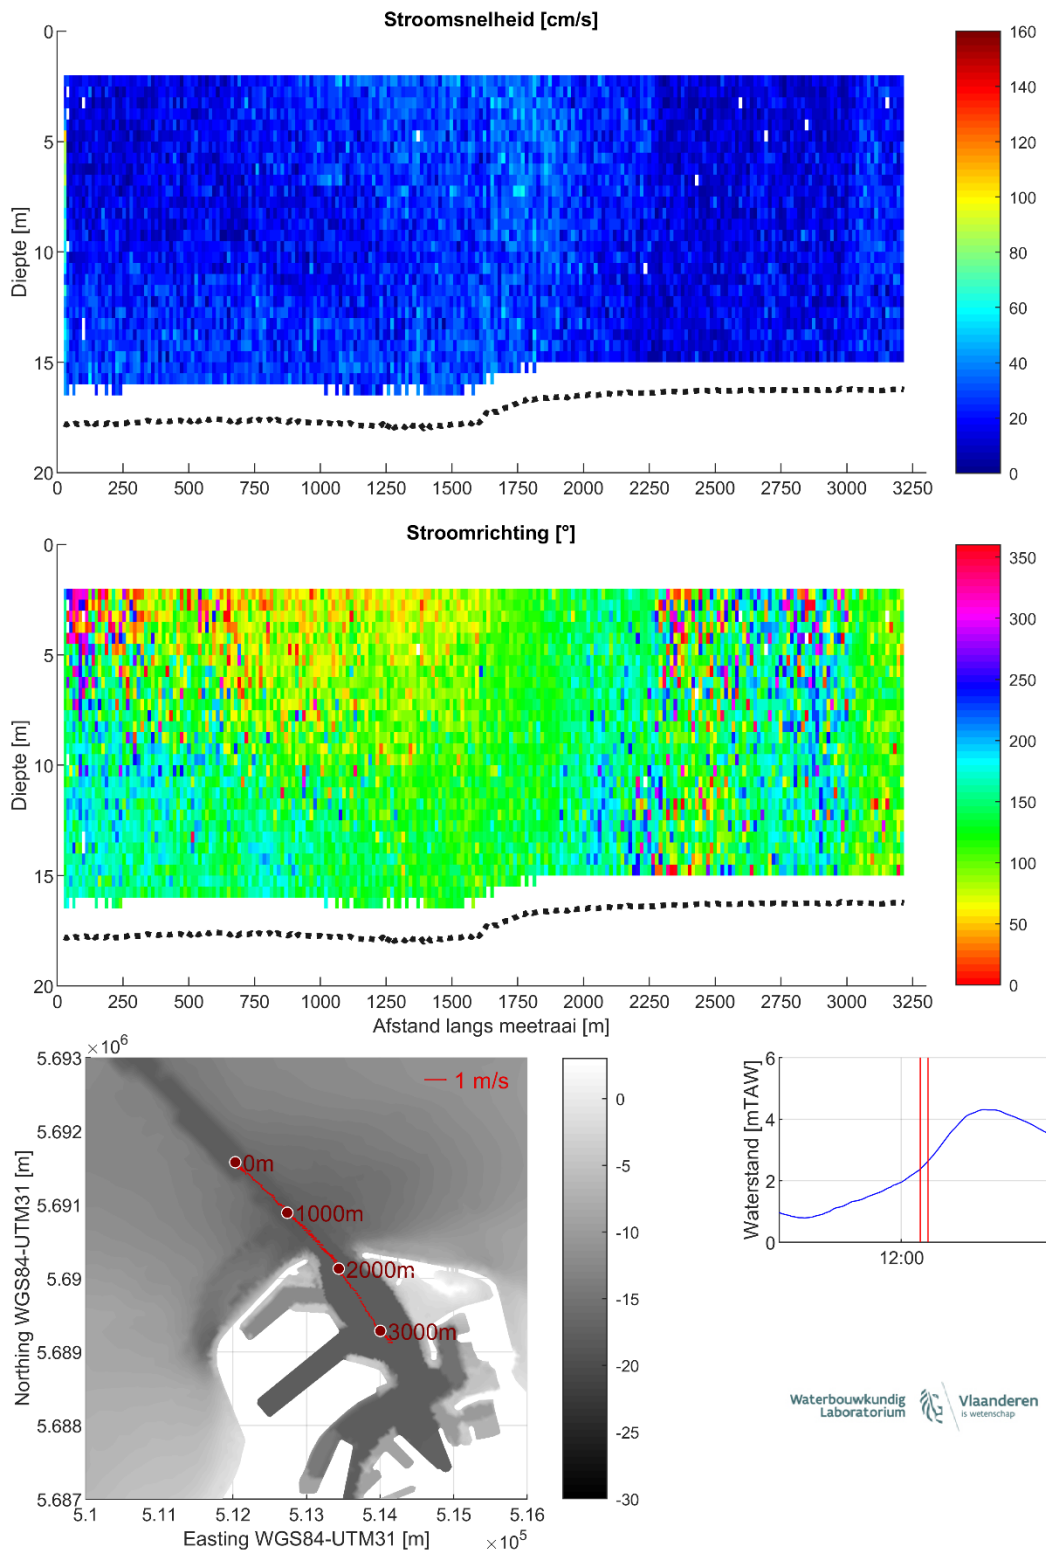 Stroomsnelheid [cm/s]
0
5
10
15
20
Diepte [m]
0 250 500 750 1000 1250 1500 1750 2000 2250 2500 2750 3000 3250
160
140
120
100
80
60
40
20
0
Stroomrichting [°]
0
5
10
15
20
Diepte [m]
0 250 500 750 1000 1250 1500 1750 2000 2250 2500 2750 3000 3250
Afstand langs meetraai [m]
350
300
250
200
150
100
50
0
×10⁶
5.693
5.692
5.691
5.69
5.689
5.688
5.687
Northing WGS84-UTM31 [m]
1 m/s
0m
1000m
2000m
3000m
5.1 5.11 5.12 5.13 5.14 5.15 5.16
Easting WGS84-UTM31 [m]
×10⁵
0
-5
-10
-15
-20
-25
-30
6
4
2
0
Waterstand [mTAW]
12:00
Waterbouwkundig
Laboratorium
Vlaanderen
is wetenschap